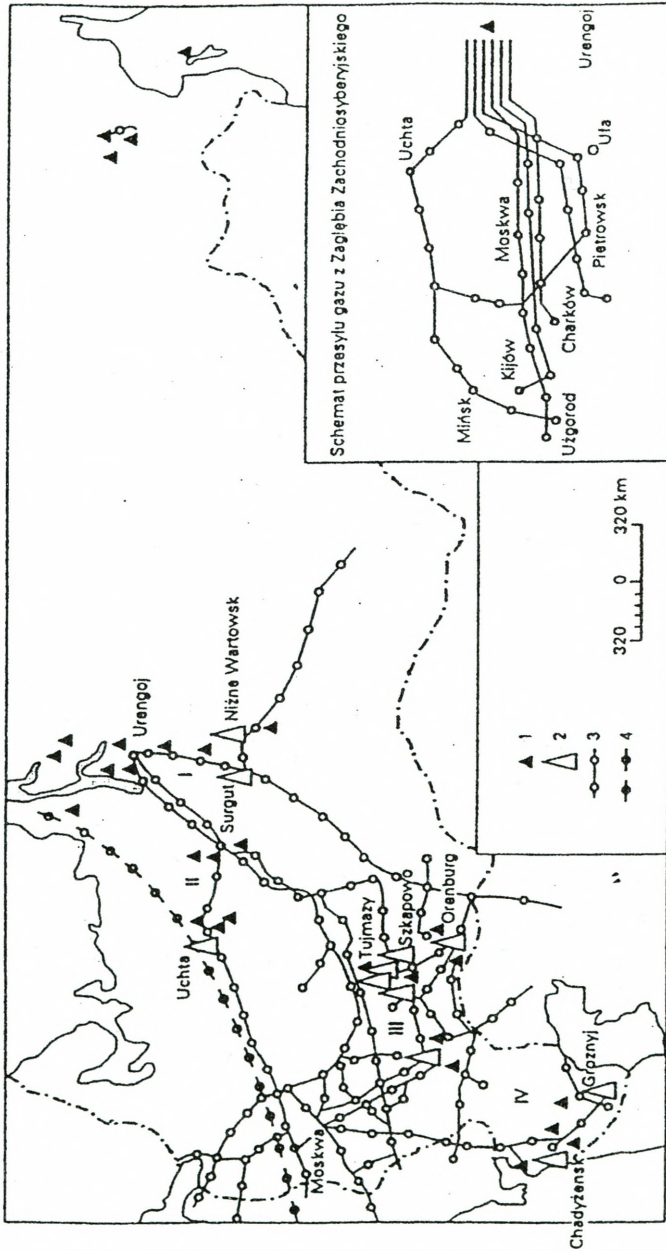 Urengoj
I
Niżne Wartowsk
Surgut
II
Uchta
Tujmazy
Szkapowo
Orenburg
III
IV
Moskwa
Groznyj
Chadyżensk
1
2
3
4
320 0 320 km
Schemat przesyłu gazu z Zagłębia Zachodniosyberyjskiego
Uchta
Urengoj
Ufa
Moskwa
Pietrowsk
Mińsk
Kijów
Charków
Użgorod